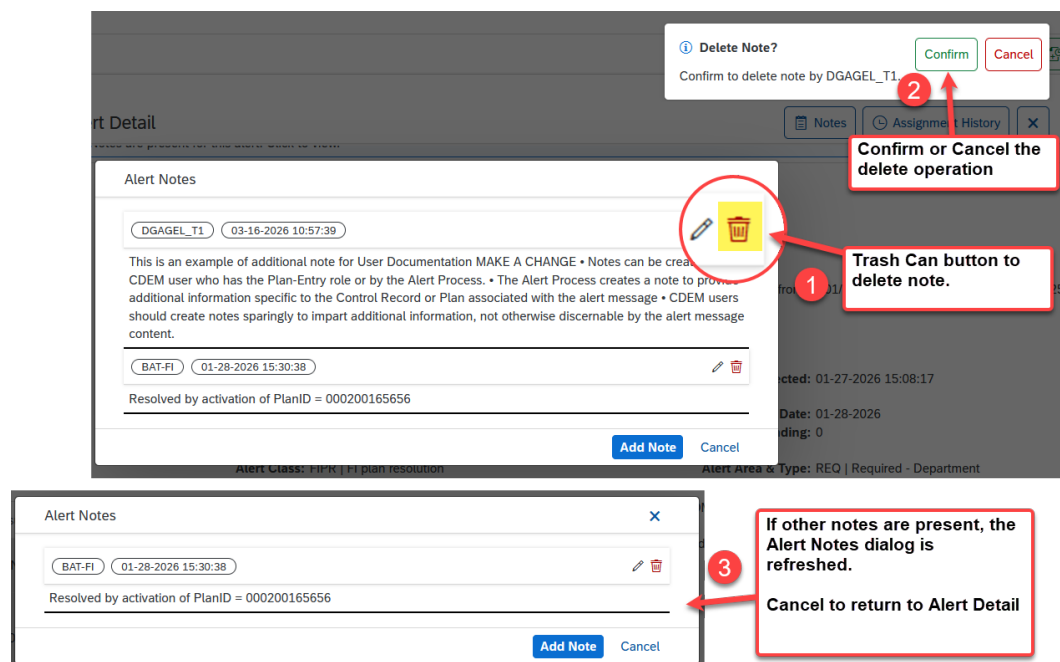 Delete Note?
Confirm
Cancel
Confirm to delete note by DGAGEL_T1.
2
rt Detail
Notes
Assignment History
Confirm or Cancel the
delete operation
Alert Notes
DGAGEL_T1
03-16-2026 10:57:39
This is an example of additional note for User Documentation MAKE A CHANGE • Notes can be crea
CDEM user who has the Plan-Entry role or by the Alert Process. • The Alert Process creates a note to provide
additional information specific to the Control Record or Plan associated with the alert message • CDEM users
should create notes sparingly to impart additional information, not otherwise discernable by the alert message
content.
Trash Can button to
delete note.
1
BAT-FI
01-28-2026 15:30:38
Resolved by activation of PlanID = 000200165656
cted: 01-27-2026 15:08:17
Date: 01-28-2026
ding: 0
Add Note
Cancel
Alert Class: FIPR | FI plan resolution
Alert Area & Type: REQ | Required - Department
Alert Notes
BAT-FI
01-28-2026 15:30:38
Resolved by activation of PlanID = 000200165656
Add Note
Cancel
3
If other notes are present, the
Alert Notes dialog is
refreshed.
Cancel to return to Alert Detail